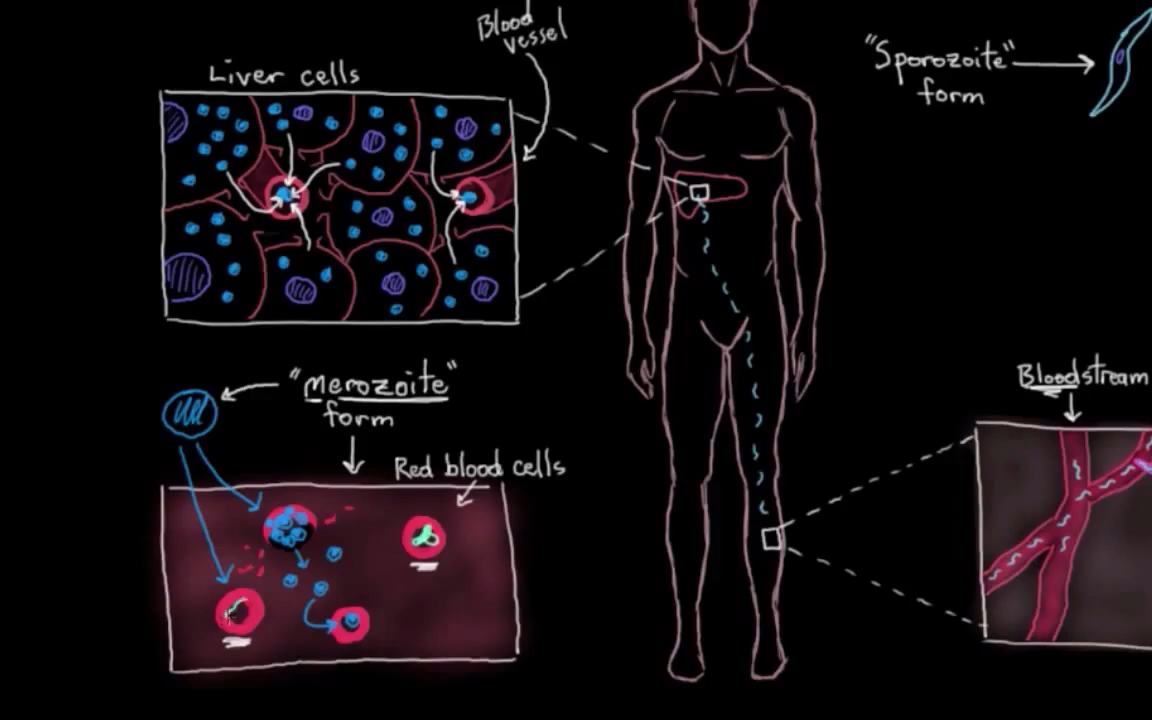 Blood
vessel
Liver cells
"Sporozoite"
form
"Merozoite"
form
Red blood cells
Bloodstream